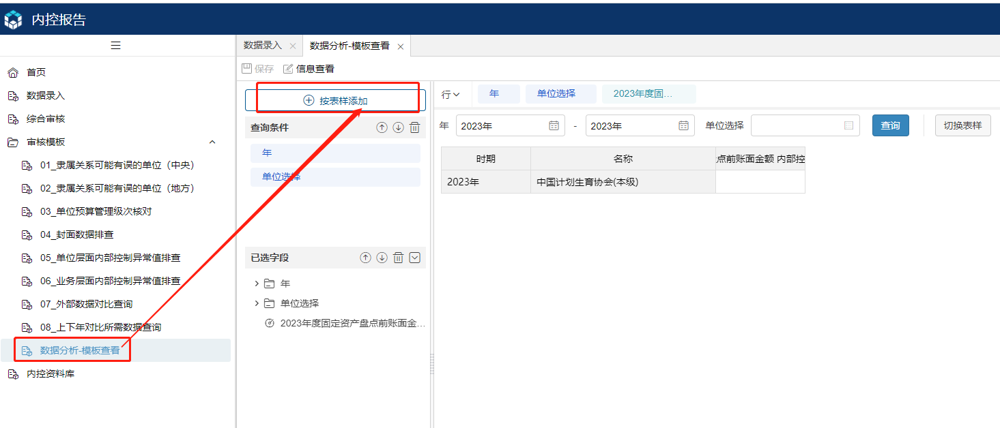 内控报告
首页
数据录入
综合审核
审核模板
01_隶属关系可能有误的单位（中央）
02_隶属关系可能有误的单位（地方）
03_单位预算管理级次核对
04_封面数据排查
05_单位层面内部控制异常值排查
06_业务层面内部控制异常值排查
07_外部数据对比查询
08_上下年对比所需数据查询
数据分析-模板查看
内控资料库
数据录入 数据分析-模板查看
保存 信息查看
按表样添加
查询条件
年
单位选择
已选字段
年
单位选择
2023年度固定资产盘点前账面金...
行 年 单位选择 2023年度固...
年 2023年 - 2023年 单位选择 查询 切换表样
时期 名称 点前账面金额 内部控
2023年 中国计划生育协会(本级)